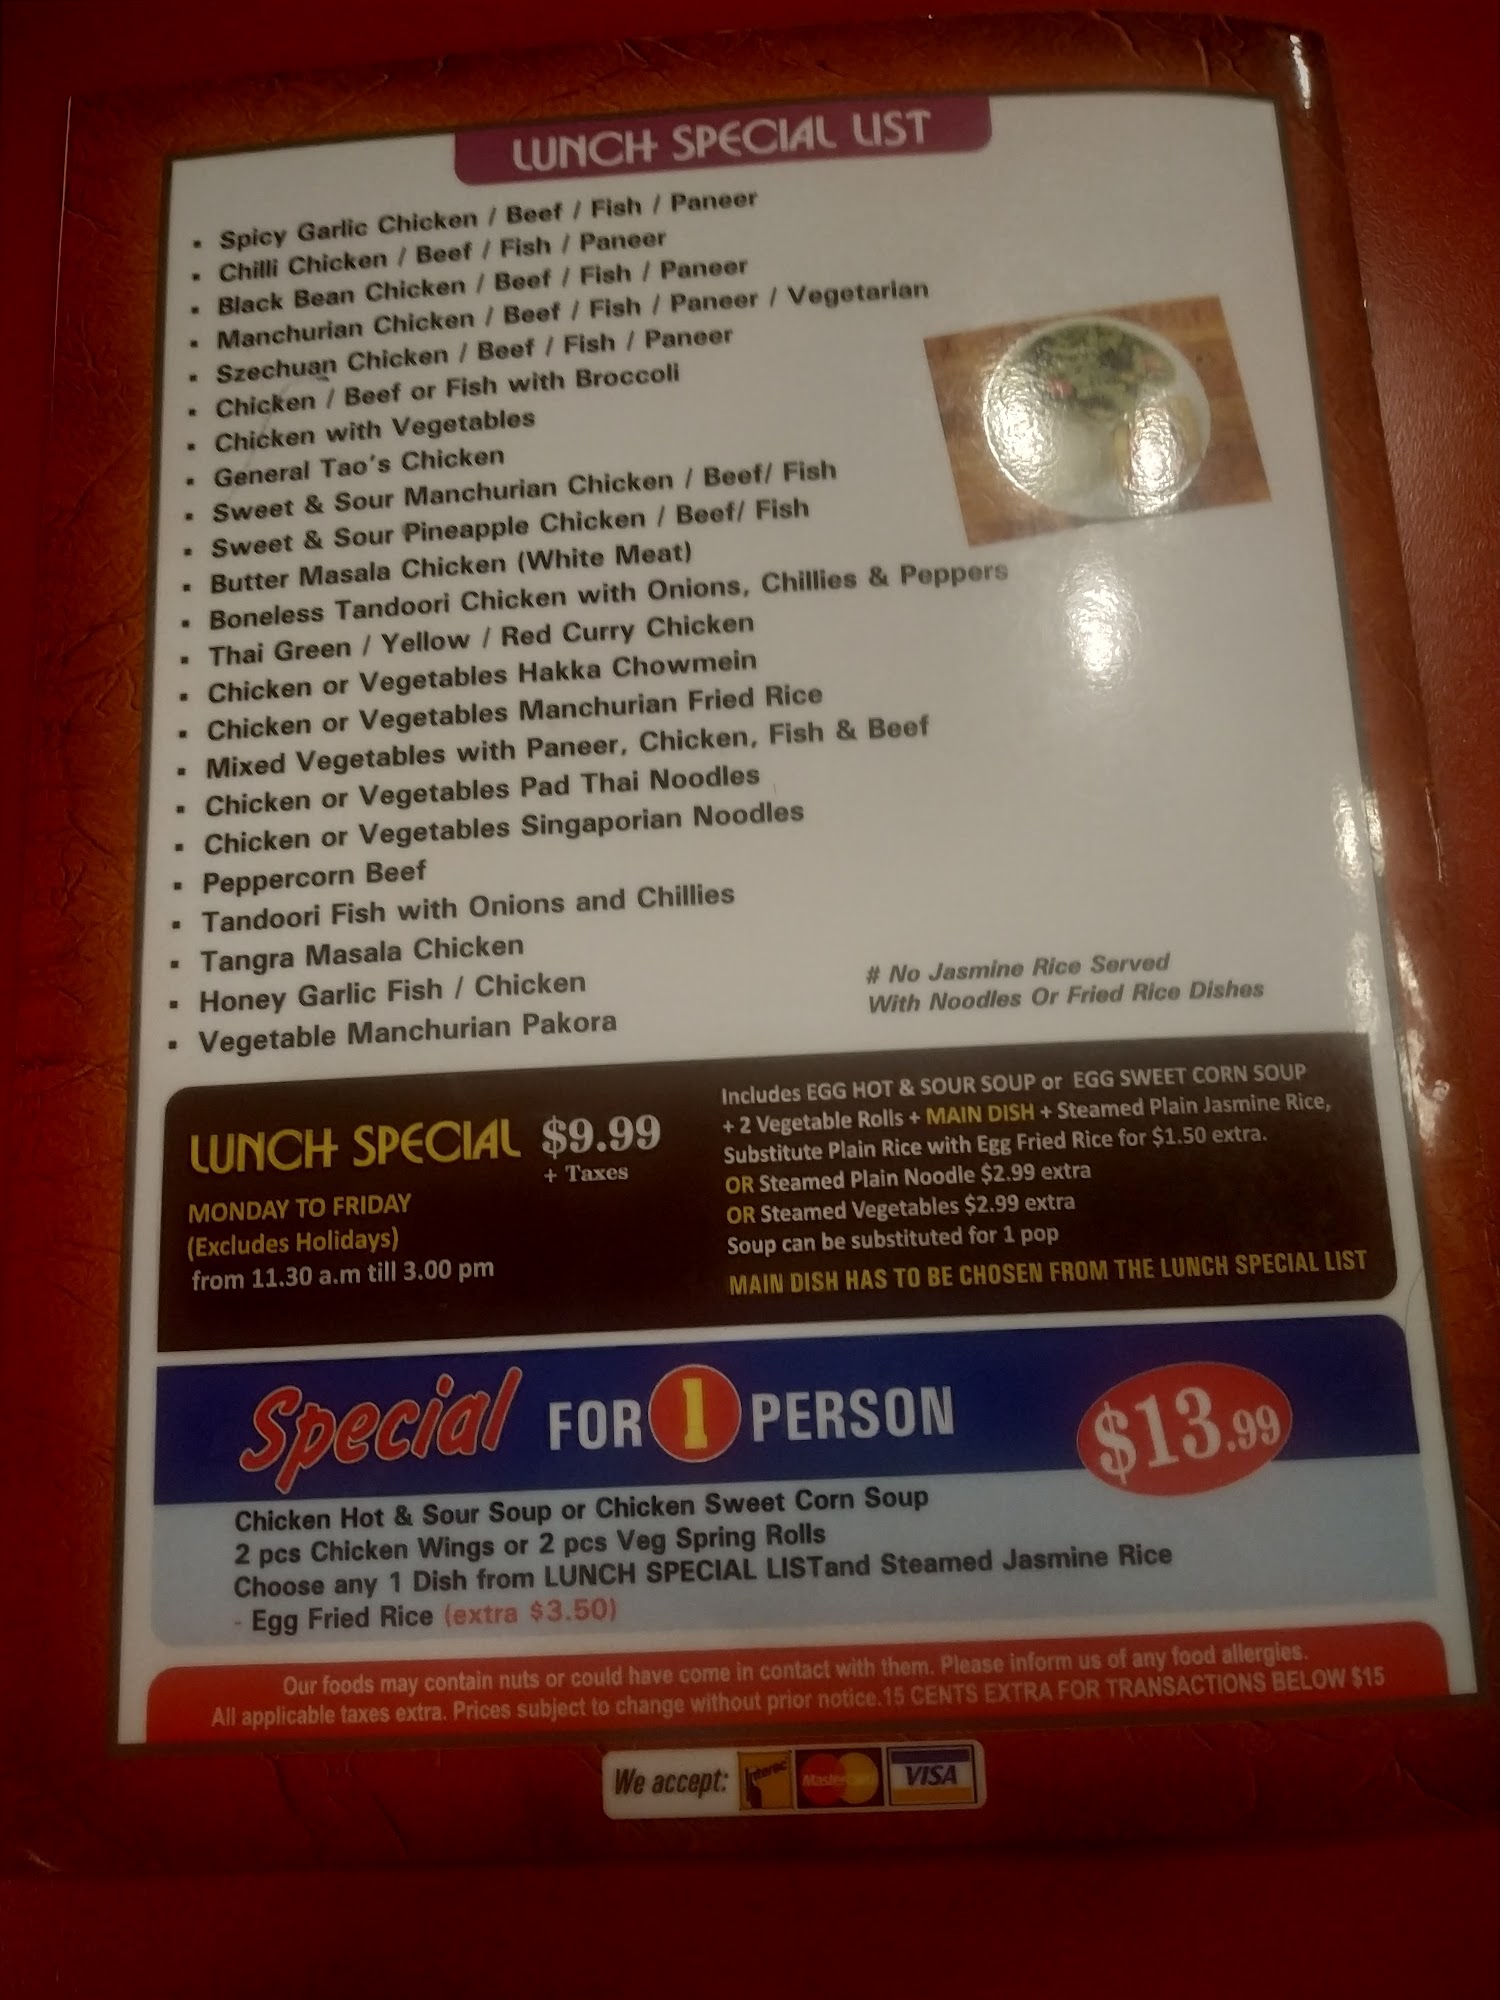 LUNCH SPECIAL LIST
▪ Spicy Garlic Chicken / Beef / Fish / Paneer
▪ Chilli Chicken / Beef / Fish / Paneer
▪ Black Bean Chicken / Beef / Fish / Paneer
▪ Manchurian Chicken / Beef / Fish / Paneer / Vegetarian
▪ Szechuan Chicken / Beef / Fish / Paneer
▪ Chicken / Beef or Fish with Broccoli
▪ Chicken with Vegetables
▪ General Tao's Chicken
▪ Sweet & Sour Manchurian Chicken / Beef/ Fish
▪ Sweet & Sour Pineapple Chicken / Beef/ Fish
▪ Butter Masala Chicken (White Meat)
▪ Boneless Tandoori Chicken with Onions, Chillies & Peppers
▪ Thai Green / Yellow / Red Curry Chicken
▪ Chicken or Vegetables Hakka Chowmein
▪ Chicken or Vegetables Manchurian Fried Rice
▪ Mixed Vegetables with Paneer, Chicken, Fish & Beef
▪ Chicken or Vegetables Pad Thai Noodles
▪ Chicken or Vegetables Singaporian Noodles
▪ Peppercorn Beef
▪ Tandoori Fish with Onions and Chillies
▪ Tangra Masala Chicken
▪ Honey Garlic Fish / Chicken
▪ Vegetable Manchurian Pakora
# No Jasmine Rice Served
With Noodles Or Fried Rice Dishes
LUNCH SPECIAL $9.99
+ Taxes
MONDAY TO FRIDAY
(Excludes Holidays)
from 11.30 a.m till 3.00 pm
Includes EGG HOT & SOUR SOUP or EGG SWEET CORN SOUP
+ 2 Vegetable Rolls + MAIN DISH + Steamed Plain Jasmine Rice,
Substitute Plain Rice with Egg Fried Rice for $1.50 extra.
OR Steamed Plain Noodle $2.99 extra
OR Steamed Vegetables $2.99 extra
Soup can be substituted for 1 pop
MAIN DISH HAS TO BE CHOSEN FROM THE LUNCH SPECIAL LIST
Special FOR 1 PERSON $13.99
Chicken Hot & Sour Soup or Chicken Sweet Corn Soup
2 pcs Chicken Wings or 2 pcs Veg Spring Rolls
Choose any 1 Dish from LUNCH SPECIAL LISTand Steamed Jasmine Rice
- Egg Fried Rice (extra $3.50)
Our foods may contain nuts or could have come in contact with them. Please inform us of any food allergies.
All applicable taxes extra. Prices subject to change without prior notice.15 CENTS EXTRA FOR TRANSACTIONS BELOW $15
We accept: Interac MasterCard VISA